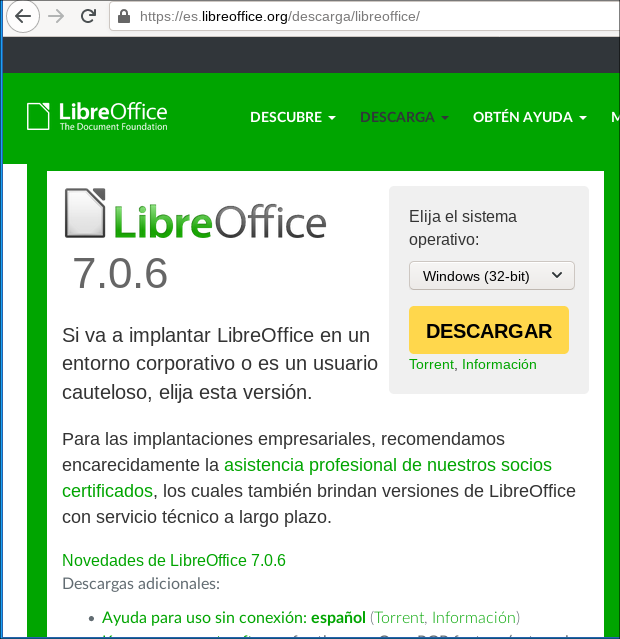 https://es.libreoffice.org/descarga/libreoffice/
LibreOffice
The Document Foundation
DESCUBRE
DESCARGA
OBTÉN AYUDA
M
LibreOffice
7.0.6
Elija el sistema
operativo:
Windows (32-bit)
DESCARGAR
Torrent, Información
Si va a implantar LibreOffice en un
entorno corporativo o es un usuario
cauteloso, elija esta versión.
Para las implantaciones empresariales, recomendamos
encarecidamente la asistencia profesional de nuestros socios
certificados, los cuales también brindan versiones de LibreOffice
con servicio técnico a largo plazo.
Novedades de LibreOffice 7.0.6
Descargas adicionales:
• Ayuda para uso sin conexión: español (Torrent, Información)